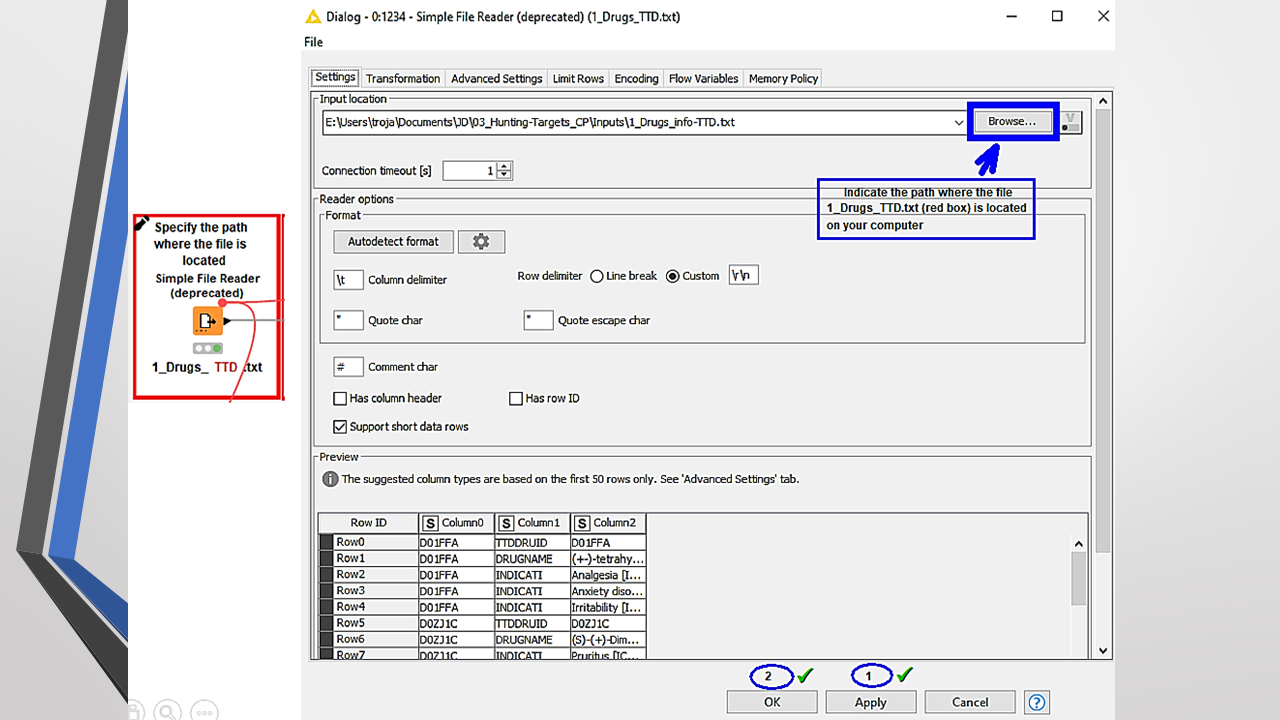 Dialog - 0:1234 - Simple File Reader (deprecated) (1_Drugs_TTD.txt)
File
Settings Transformation Advanced Settings Limit Rows Encoding Flow Variables Memory Policy
Input location
E:\Users\troja\Documents\JD\03_Hunting-Targets_CP\Inputs\1_Drugs_info-TTD.txt Browse... V
Connection timeout [s] 1
Indicate the path where the file
1_Drugs_TTD.txt (red box) is located
on your computer
Specify the path
where the file is
located
Simple File Reader
(deprecated)
1_Drugs_ TTD .txt
Reader options
Format
Autodetect format
\t Column delimiter Row delimiter Line break Custom \r\n
" Quote char " Quote escape char
# Comment char
Has column header Has row ID
Support short data rows
Preview
The suggested column types are based on the first 50 rows only. See 'Advanced Settings' tab.
Row ID S Column0 S Column1 S Column2
Row0 D01FFA TTDDRUID D01FFA
Row1 D01FFA DRUGNAME (+-)-tetrahy...
Row2 D01FFA INDICATI Analgesia [I...
Row3 D01FFA INDICATI Anxiety diso...
Row4 D01FFA INDICATI Irritability [I...
Row5 D0ZJ1C TTDDRUID D0ZJ1C
Row6 D0ZJ1C DRUGNAME (S)-(+)-Dim...
Row7 D0ZJ1C INDICATI Pruritus [IC...
2 1
OK Apply Cancel ?